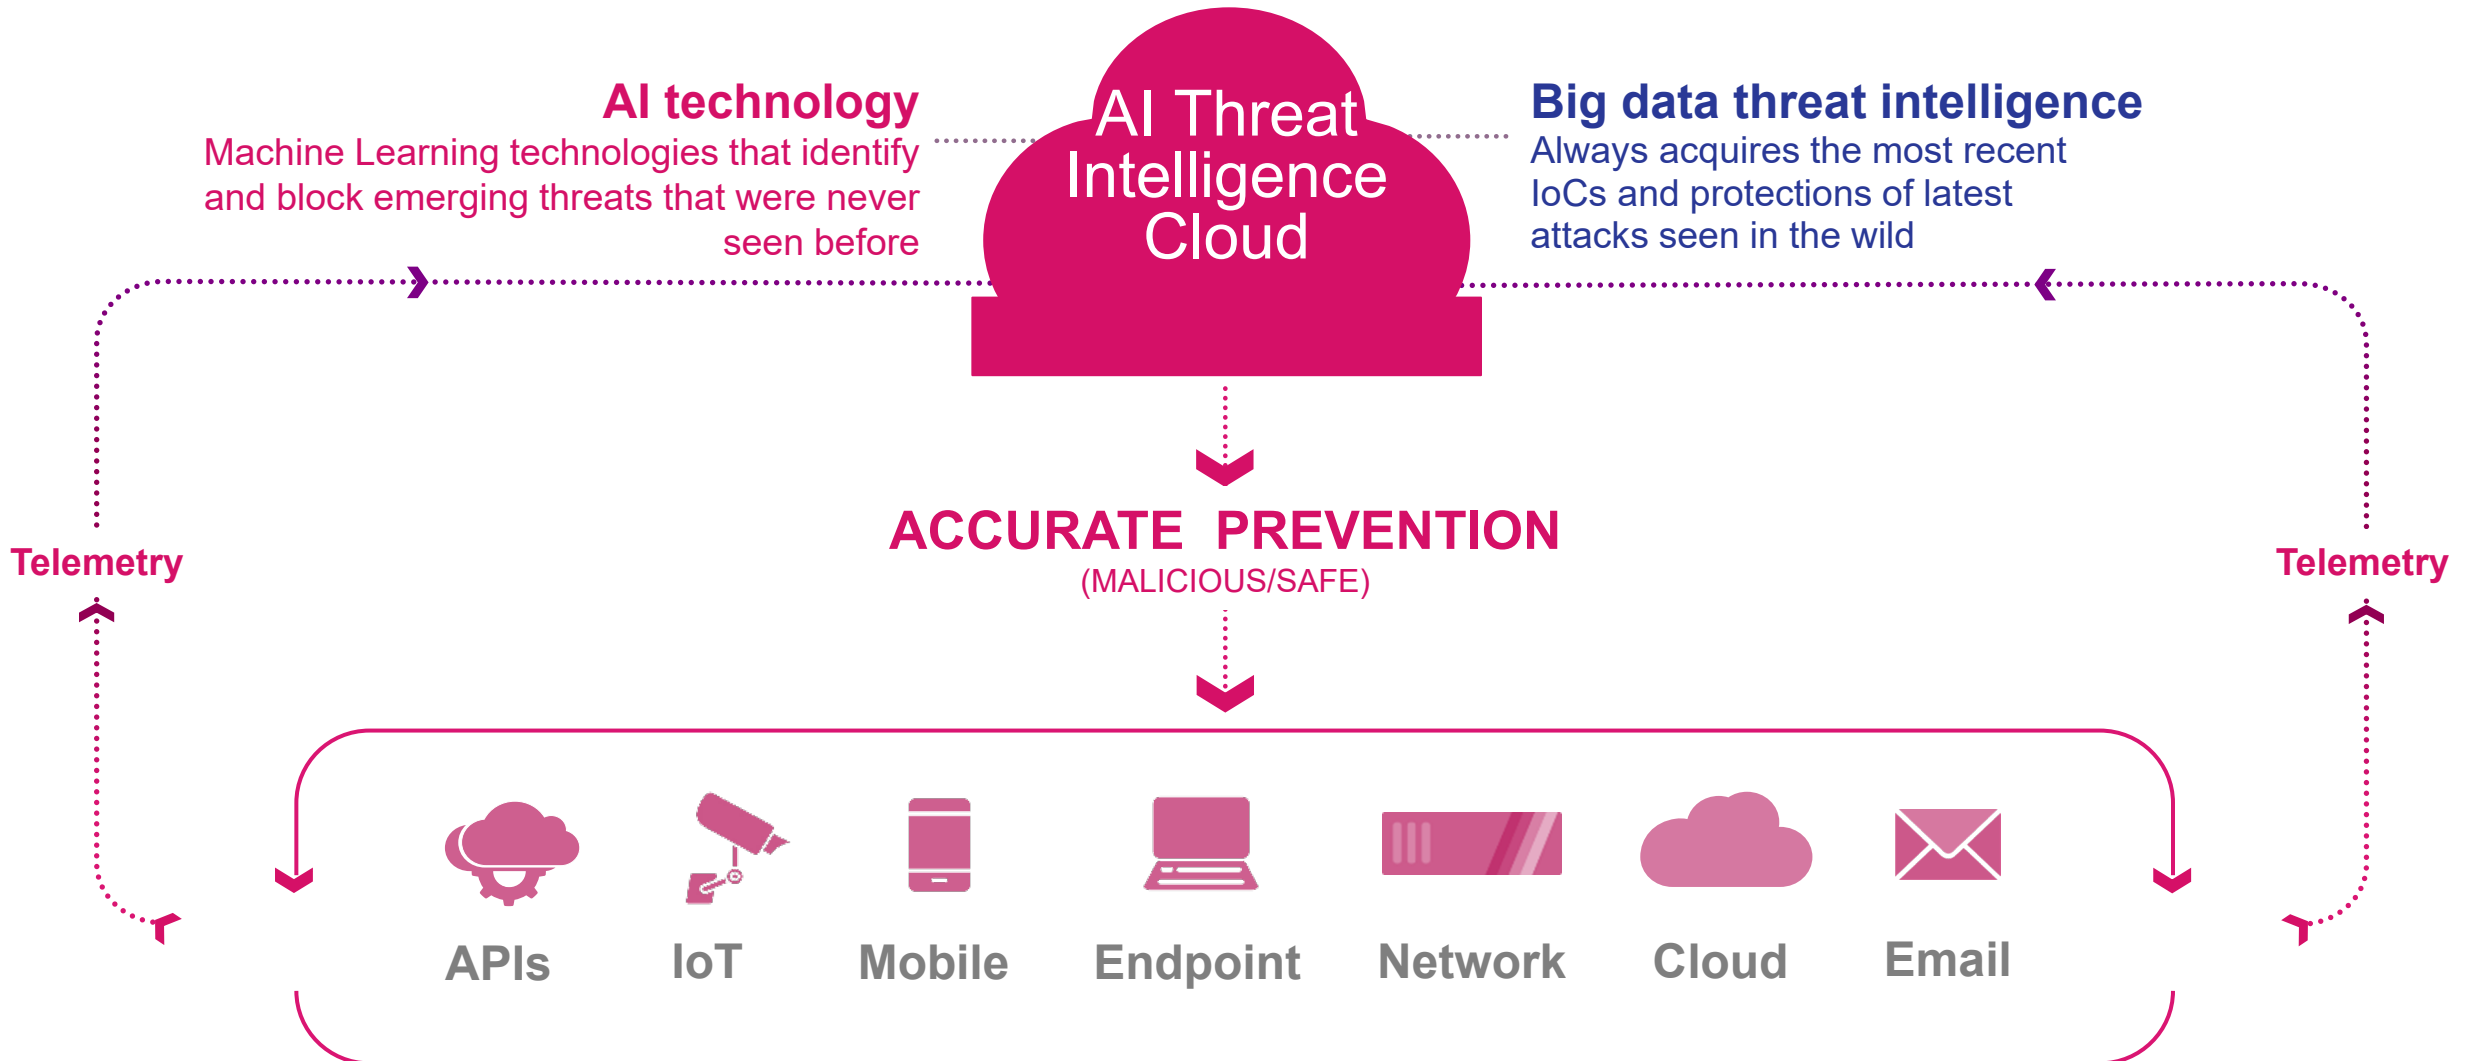 AI technology
Machine Learning technologies that identify
and block emerging threats that were never
seen before
AI Threat
Intelligence
Cloud
Big data threat intelligence
Always acquires the most recent
IoCs and protections of latest
attacks seen in the wild
ACCURATE PREVENTION
(MALICIOUS/SAFE)
Telemetry
Telemetry
APIs
IoT
Mobile
Endpoint
Network
Cloud
Email